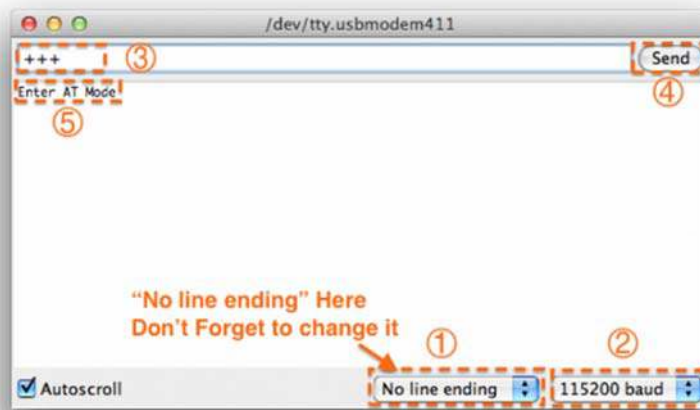 /dev/tty.usbmodem411
+++ ③ Send
④
Enter AT Mode
⑤
“No line ending” Here
Don't Forget to change it
① ②
Autoscroll No line ending 115200 baud